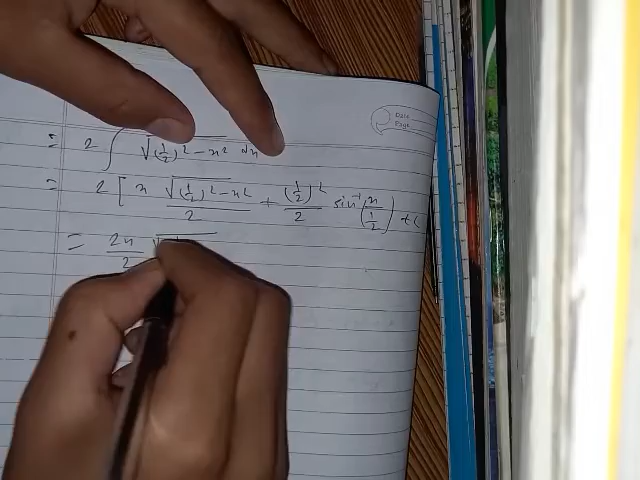 Date
Page
= 2 ∫ √(1/2)² - x² dx
= 2 [ x √(1/2)² - x² / 2 + (1/2)² / 2 sin⁻¹ (x / 1/2) + c
= 2x / 2 √